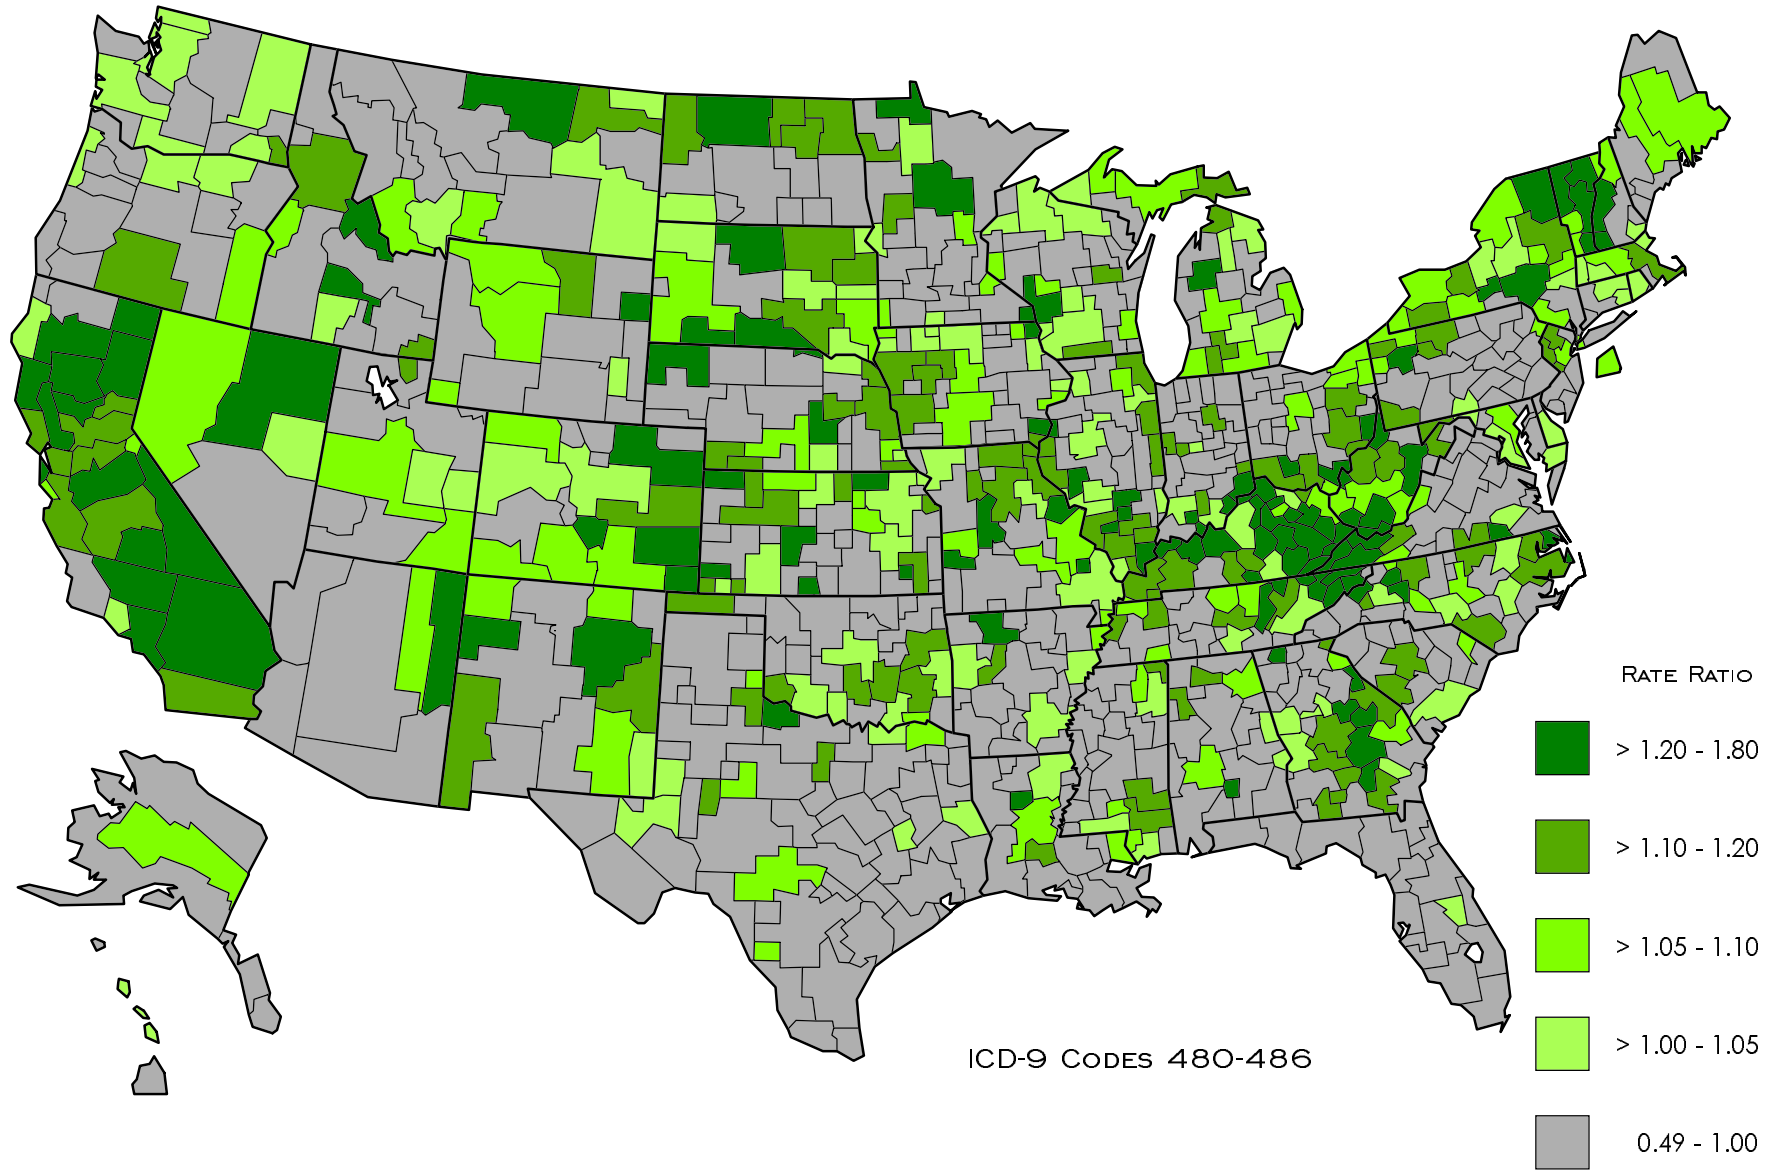 RATE RATIO
> 1.20 - 1.80
> 1.10 - 1.20
> 1.05 - 1.10
> 1.00 - 1.05
0.49 - 1.00
ICD-9 CODES 480-486